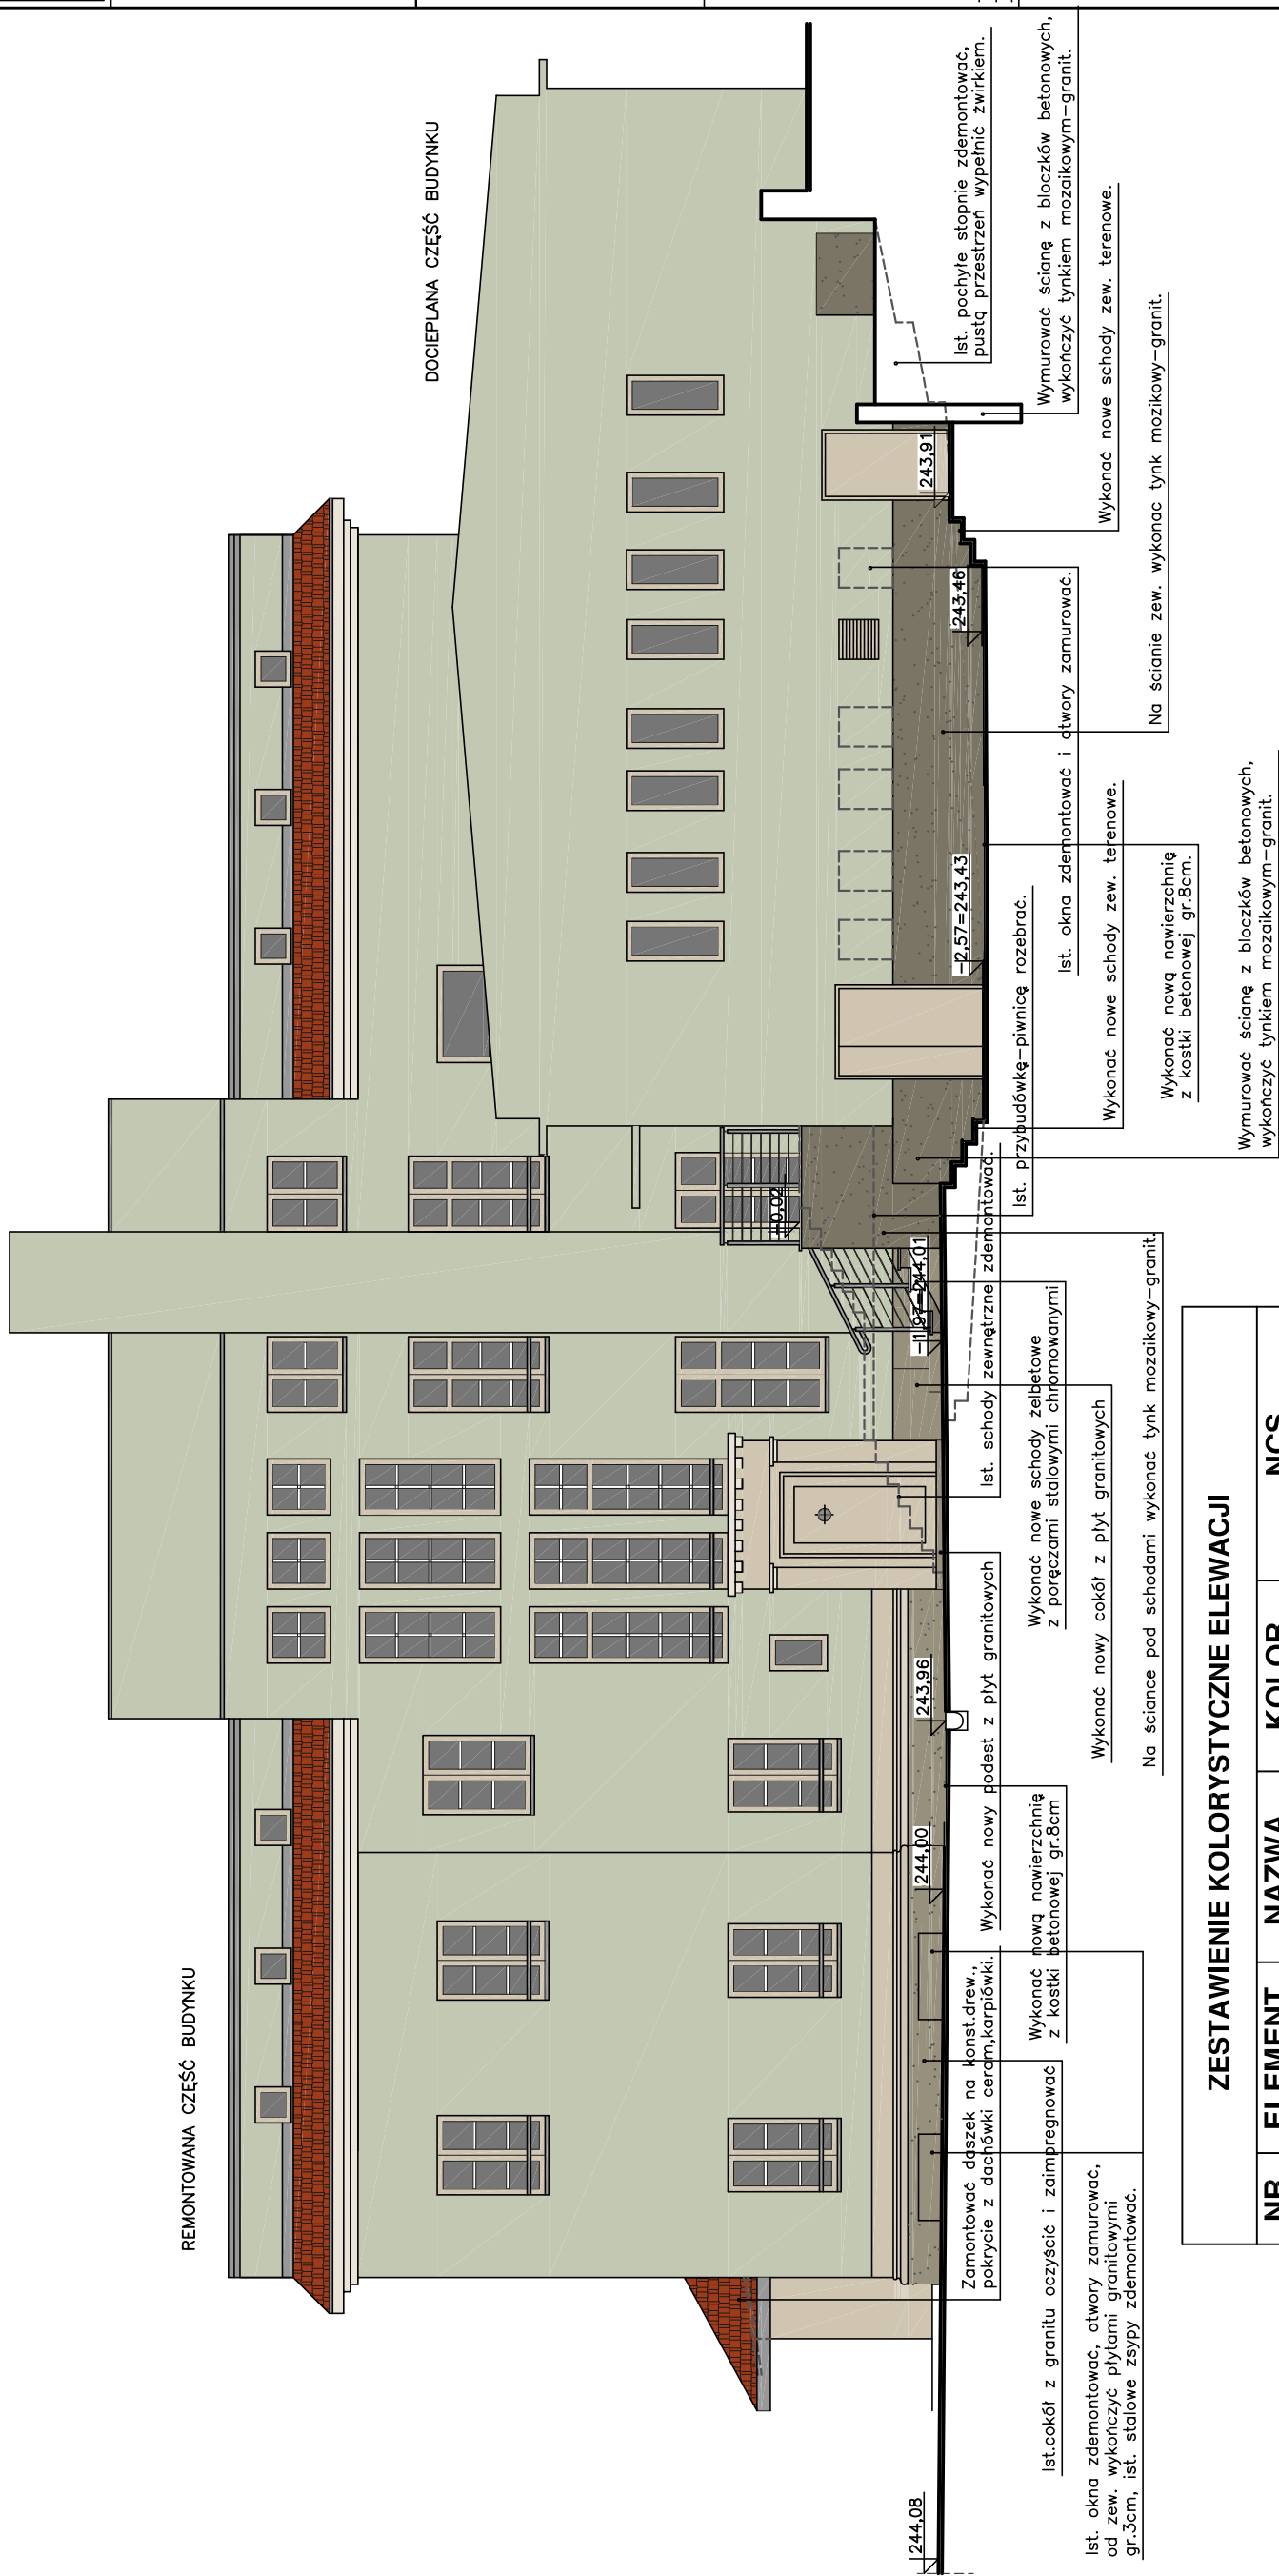 REMONTOWANA CZĘŚĆ BUDYNKU
DOCIEPLANA CZĘŚĆ BUDYNKU
244,08
244,00
243,96
-1,97=244,01
-0,02
-2,57=243,43
243,46
243,91
Zamontować daszek na konst.drew.,
pokrycie z dachówki ceram,karpiówki.
Ist.cokół z granitu oczyścić i zaimpregnować
Ist. okna zdemontować, otwory zamurować,
od zew. wykończyć płytami granitowymi
gr.3cm, ist. stalowe zsypy zdemontować.
Wykonać nowy podest z płyt granitowych
Wykonać nową nawierzchnię
z kostki betonowej gr.8cm
Ist. schody zewnętrzne zdemontować.
Wykonać nowe schody żelbetowe
z poręczami stalowymi chromowanymi
Wykonać nowy cokół z płyt granitowych
Na ściance pod schodami wykonać tynk mozaikowy-granit.
Ist. przybudówkę-piwnicę rozebrać.
Ist. okna zdemontować i otwory zamurować.
Wykonać nowe schody zew. terenowe.
Wykonać nową nawierzchnię
z kostki betonowej gr.8cm.
Wymurować ścianę z bloczków betonowych,
wykończyć tynkiem mozaikowym-granit.
Ist. pochyłe stopnie zdemontować,
pustą przestrzeń wypełnić żwirkiem.
Wymurować ścianę z bloczków betonowych,
wykończyć tynkiem mozaikowym-granit.
Wykonać nowe schody zew. terenowe.
Na ścianie zew. wykonac tynk mozikowy-granit.
ZESTAWIENIE KOLORYSTYCZNE ELEWACJI
NR ELEMENT NAZWA KOLOR NCS